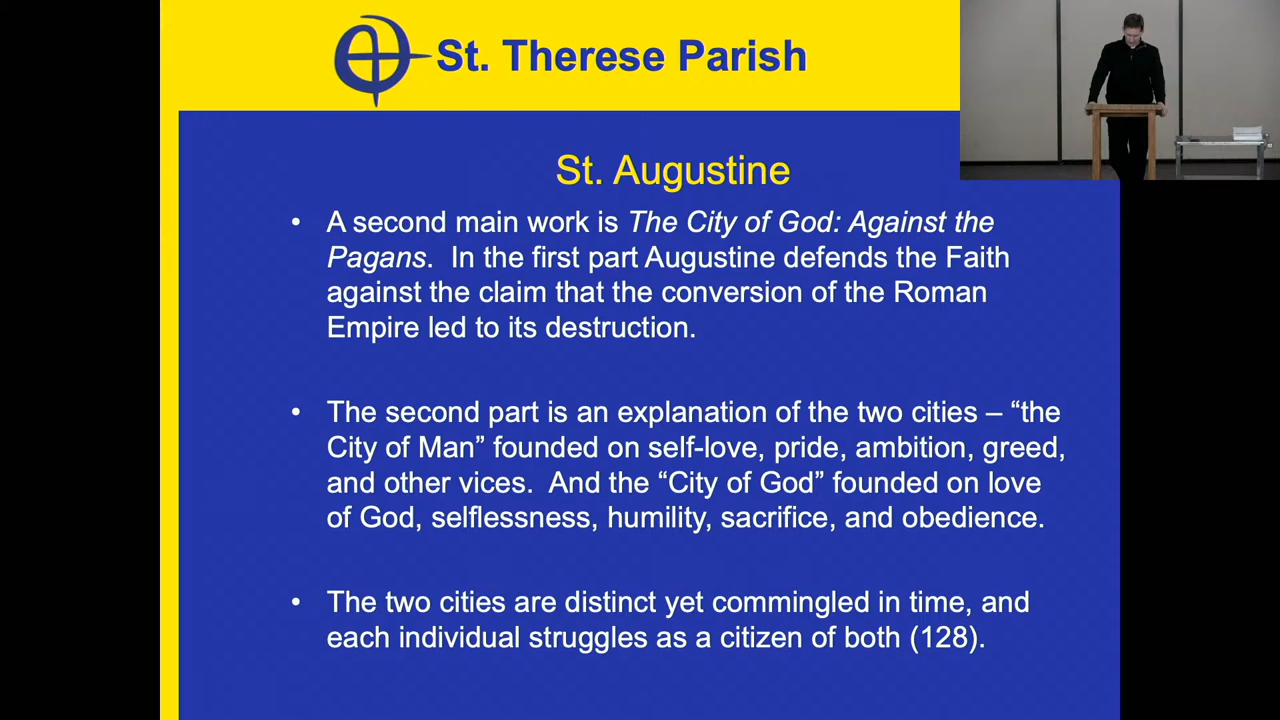 St. Therese Parish
St. Augustine
• A second main work is The City of God: Against the
Pagans.  In the first part Augustine defends the Faith
against the claim that the conversion of the Roman
Empire led to its destruction.
• The second part is an explanation of the two cities – “the
City of Man” founded on self-love, pride, ambition, greed,
and other vices.  And the “City of God” founded on love
of God, selflessness, humility, sacrifice, and obedience.
• The two cities are distinct yet commingled in time, and
each individual struggles as a citizen of both (128).